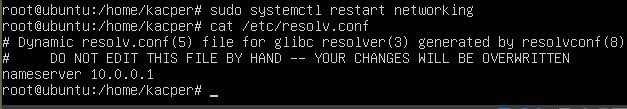 root@ubuntu:/home/kacper# sudo systemctl restart networking
root@ubuntu:/home/kacper# cat /etc/resolv.conf
# Dynamic resolv.conf(5) file for glibc resolver(3) generated by resolvconf(8)
#     DO NOT EDIT THIS FILE BY HAND -- YOUR CHANGES WILL BE OVERWRITTEN
nameserver 10.0.0.1
root@ubuntu:/home/kacper# _